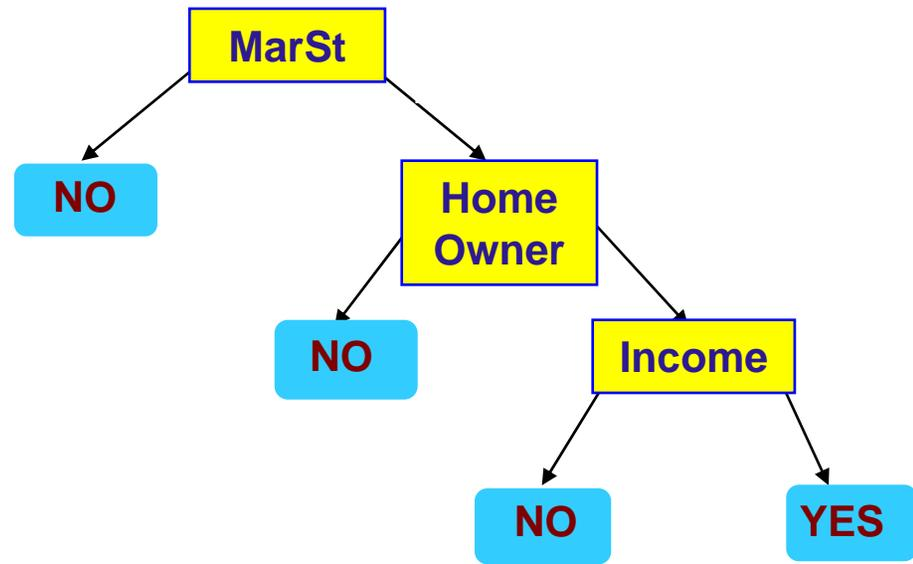 MarSt
NO
Home
Owner
NO
Income
NO
YES